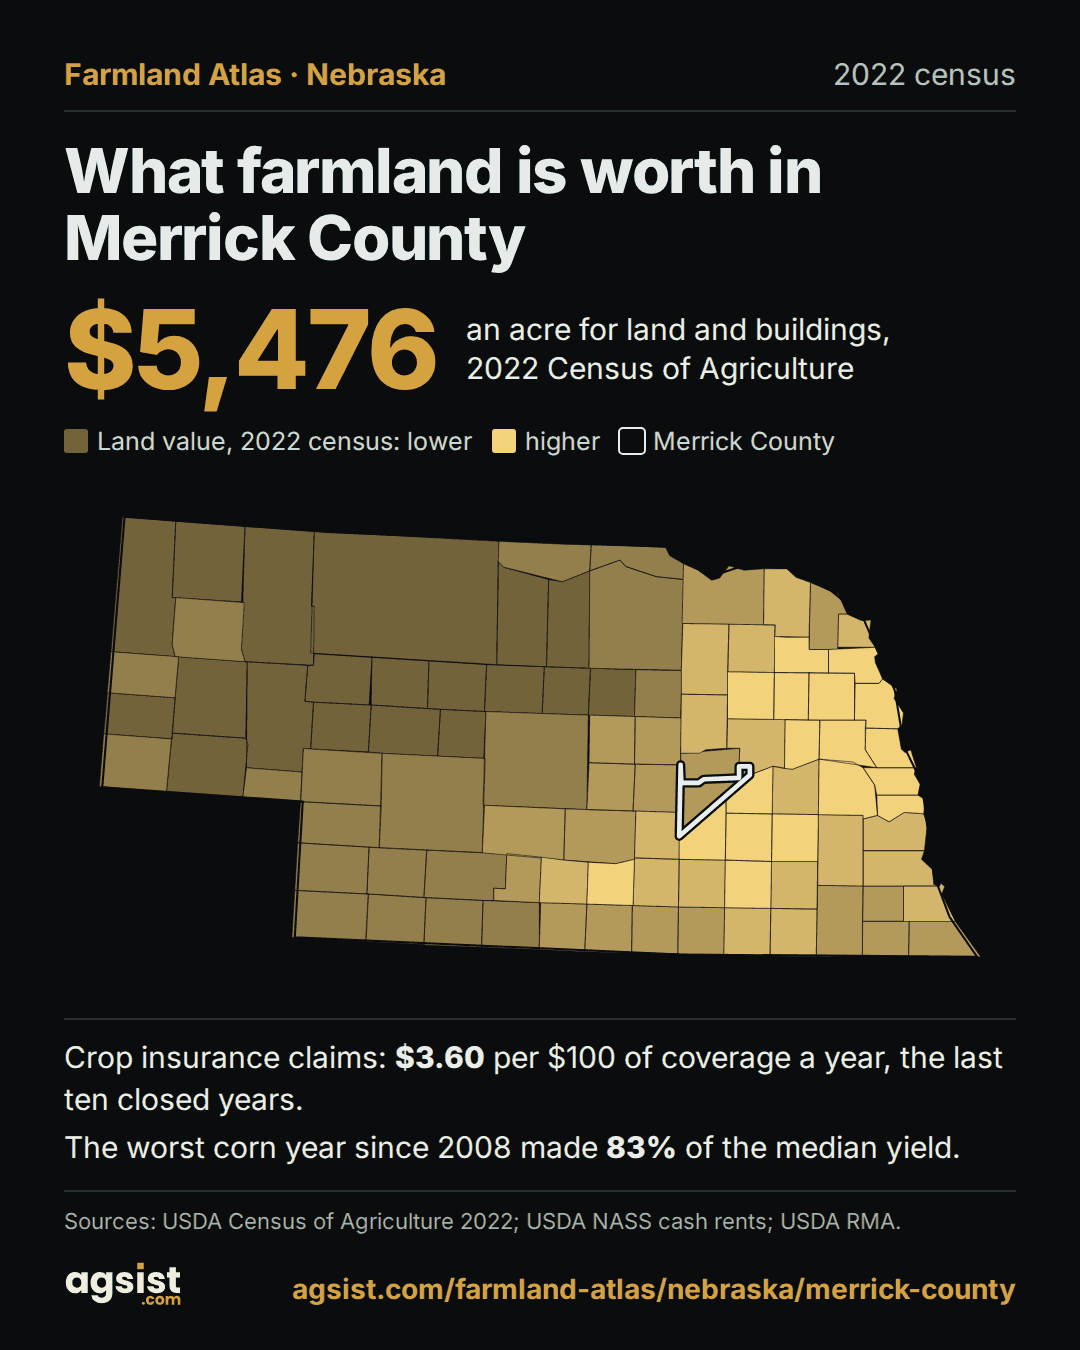 Farmland Atlas · Nebraska
2022 census
What farmland is worth in
Merrick County
$5,476
an acre for land and buildings,
2022 Census of Agriculture
Land value, 2022 census: lower
higher
Merrick County
Crop insurance claims: $3.60 per $100 of coverage a year, the last
ten closed years.
The worst corn year since 2008 made 83% of the median yield.
Sources: USDA Census of Agriculture 2022; USDA NASS cash rents; USDA RMA.
agsist
.com
agsist.com/farmland-atlas/nebraska/merrick-county